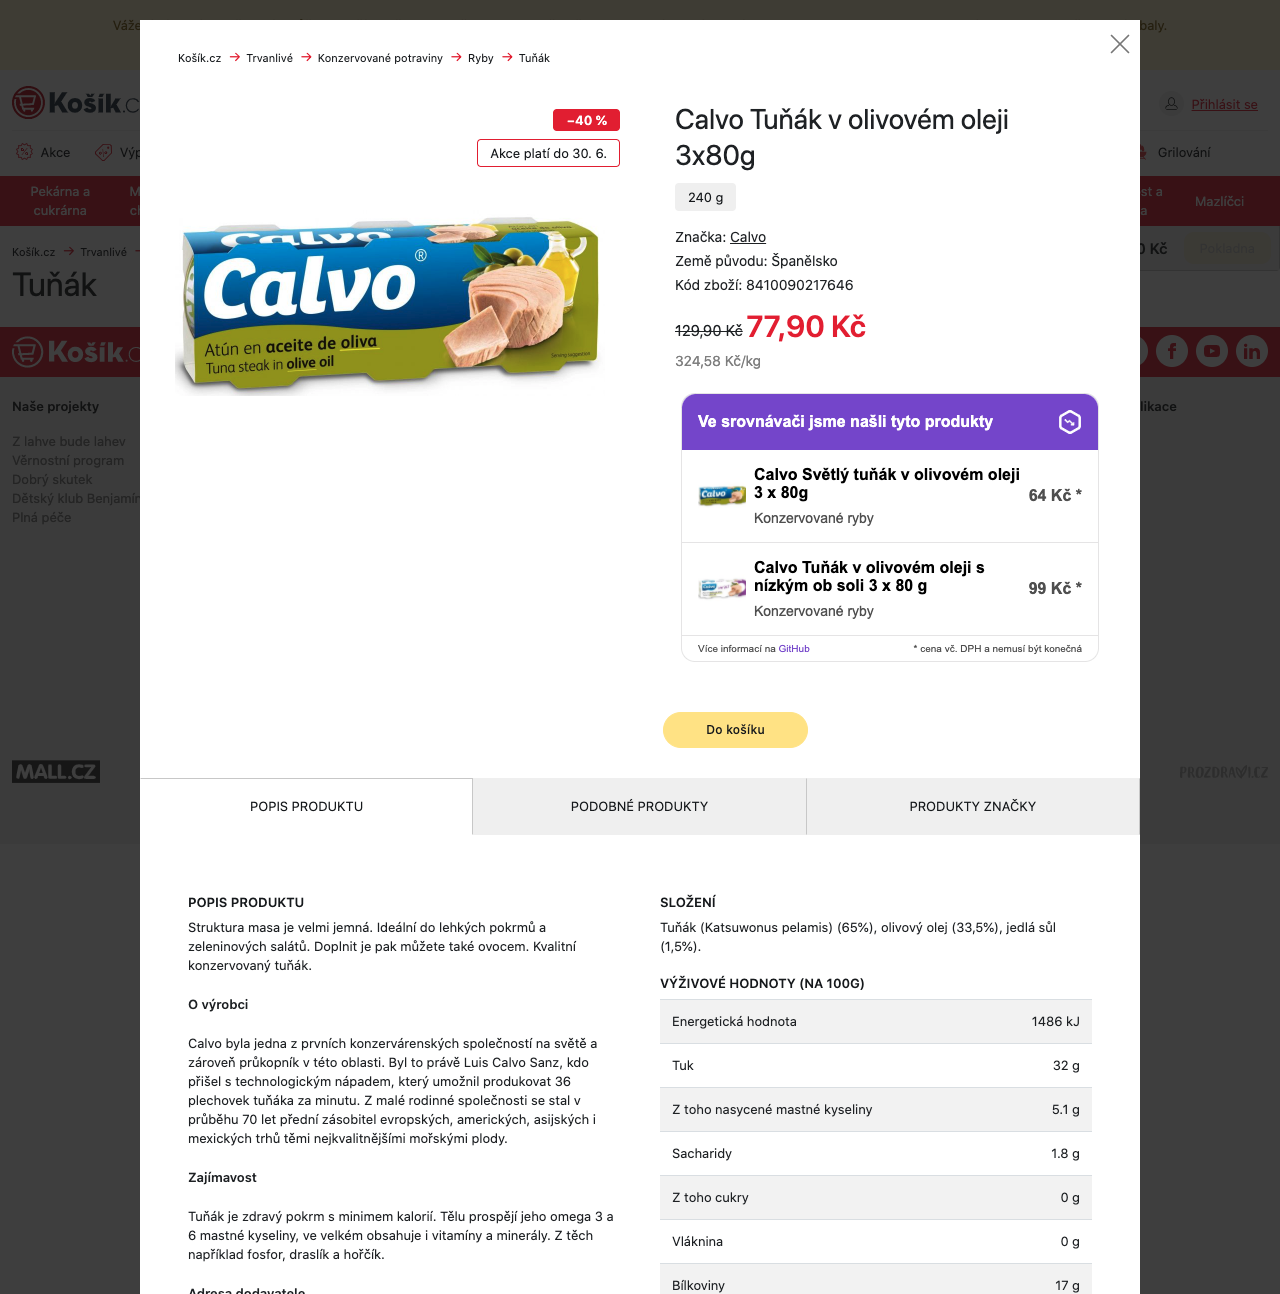 Váže
baly.
Košík.cz → Trvanlivé → Konzervované potraviny → Ryby → Tuňák
Košík.c
Přihlásit se
Akce
Výp
Grilování
Pekárna a
cukrárna
M
cl
st a
a
Mazlíčci
Košík.cz → Trvanlivé →
0 Kč
Pokladna
Tuňák
Košík.c
Naše projekty
likace
Z lahve bude lahev
Věrnostní program
Dobrý skutek
Dětský klub Benjamín
Plná péče
MALL.CZ
PROZDRAVI.CZ
–40 %
Akce platí do 30. 6.
Calvo®
Atún en aceite de oliva
Tuna steak in olive oil
Serving suggestion
Calvo Tuňák v olivovém oleji
3x80g
240 g
Značka: Calvo
Země původu: Španělsko
Kód zboží: 8410090217646
129,90 Kč 77,90 Kč
324,58 Kč/kg
Ve srovnávači jsme našli tyto produkty
Calvo
Calvo Světlý tuňák v olivovém oleji
3 x 80g
64 Kč *
Konzervované ryby
Calvo Tuňák v olivovém oleji s
nízkým ob soli 3 x 80 g
99 Kč *
Konzervované ryby
Více informací na GitHub
* cena vč. DPH a nemusí být konečná
Do košíku
POPIS PRODUKTU
PODOBNÉ PRODUKTY
PRODUKTY ZNAČKY
POPIS PRODUKTU
Struktura masa je velmi jemná. Ideální do lehkých pokrmů a
zeleninových salátů. Doplnit je pak můžete také ovocem. Kvalitní
konzervovaný tuňák.
O výrobci
Calvo byla jedna z prvních konzervárenských společností na světě a
zároveň průkopník v této oblasti. Byl to právě Luis Calvo Sanz, kdo
přišel s technologickým nápadem, který umožnil produkovat 36
plechovek tuňáka za minutu. Z malé rodinné společnosti se stal v
průběhu 70 let přední zásobitel evropských, amerických, asijských i
mexických trhů těmi nejkvalitnějšími mořskými plody.
Zajímavost
Tuňák je zdravý pokrm s minimem kalorií. Tělu prospějí jeho omega 3 a
6 mastné kyseliny, ve velkém obsahuje i vitamíny a minerály. Z těch
například fosfor, draslík a hořčík.
Adresa dodavatele
SLOŽENÍ
Tuňák (Katsuwonus pelamis) (65%), olivový olej (33,5%), jedlá sůl
(1,5%).
VÝŽIVOVÉ HODNOTY (NA 100G)
Energetická hodnota 1486 kJ
Tuk 32 g
Z toho nasycené mastné kyseliny 5.1 g
Sacharidy 1.8 g
Z toho cukry 0 g
Vláknina 0 g
Bílkoviny 17 g